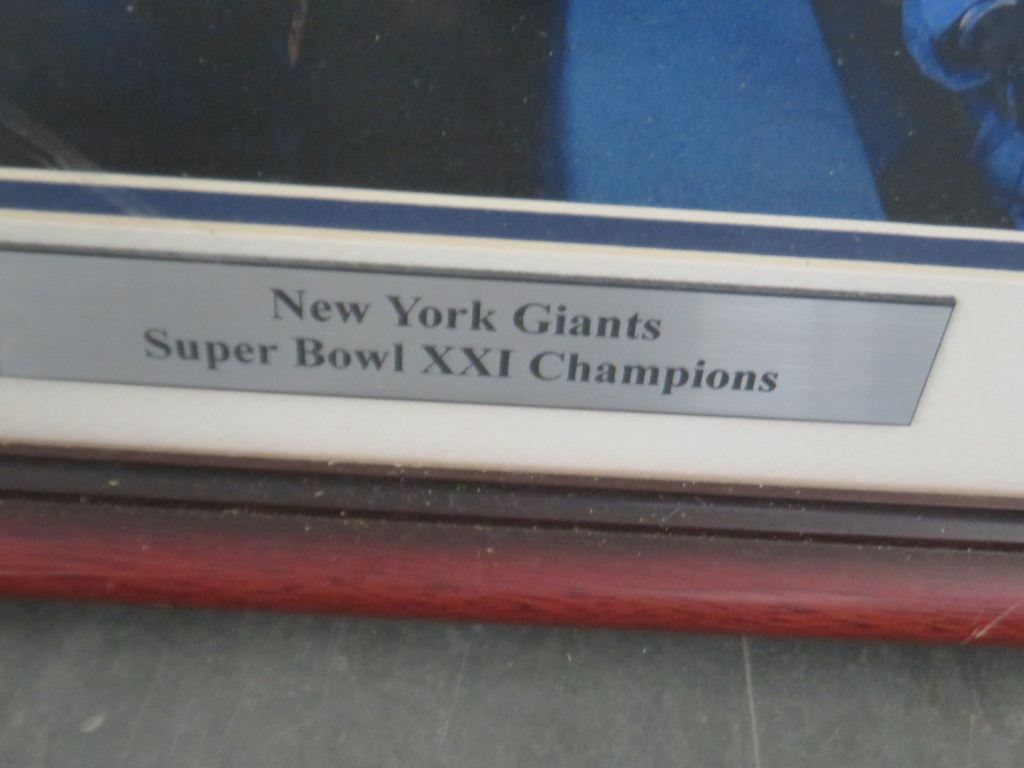 New York Giants
Super Bowl XXI Champions